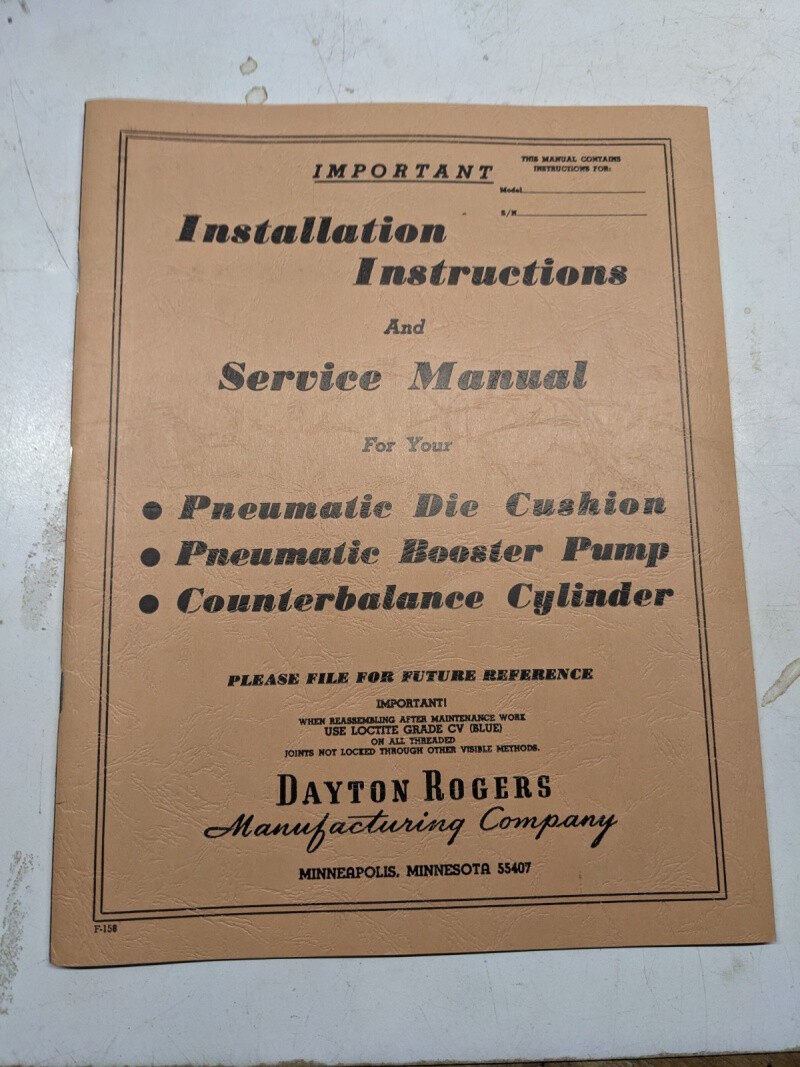 IMPORTANT
THIS MANUAL CONTAINS
INSTRUCTIONS FOR:
Model
S/N
Installation
Instructions
And
Service Manual
For Your
● Pneumatic Die Cushion
● Pneumatic Booster Pump
● Counterbalance Cylinder
PLEASE FILE FOR FUTURE REFERENCE
IMPORTANT!
WHEN REASSEMBLING AFTER MAINTENANCE WORK
USE LOCTITE GRADE CV (BLUE)
ON ALL THREADED
JOINTS NOT LOCKED THROUGH OTHER VISIBLE METHODS.
DAYTON ROGERS
Manufacturing Company
MINNEAPOLIS, MINNESOTA 55407
F-158